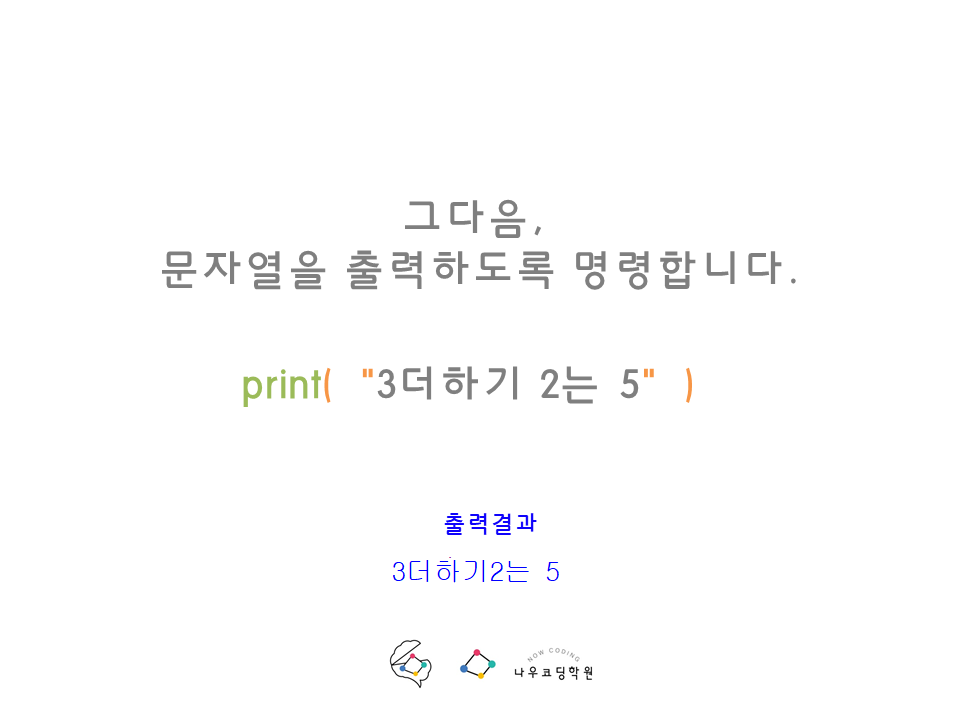 그다음,
문자열을 출력하도록 명령합니다.
print( "3더하기 2는 5" )
출력결과
3더하기2는 5
NOW CODING
나우코딩학원